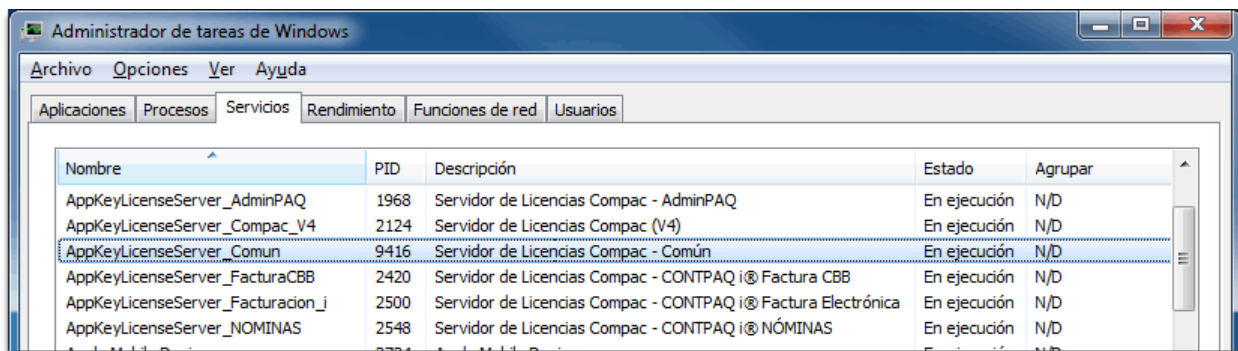 Administrador de tareas de Windows
Archivo Opciones Ver Ayuda
Aplicaciones Procesos Servicios Rendimiento Funciones de red Usuarios
Nombre PID Descripción Estado Agrupar
AppKeyLicenseServer_AdminPAQ 1968 Servidor de Licencias Compac - AdminPAQ En ejecución N/D
AppKeyLicenseServer_Compac_V4 2124 Servidor de Licencias Compac (V4) En ejecución N/D
AppKeyLicenseServer_Comun 9416 Servidor de Licencias Compac - Común En ejecución N/D
AppKeyLicenseServer_FacturaCBB 2420 Servidor de Licencias Compac - CONTPAQ i® Factura CBB En ejecución N/D
AppKeyLicenseServer_Facturacion_i 2500 Servidor de Licencias Compac - CONTPAQ i® Factura Electrónica En ejecución N/D
AppKeyLicenseServer_NOMINAS 2548 Servidor de Licencias Compac - CONTPAQ i® NÓMINAS En ejecución N/D